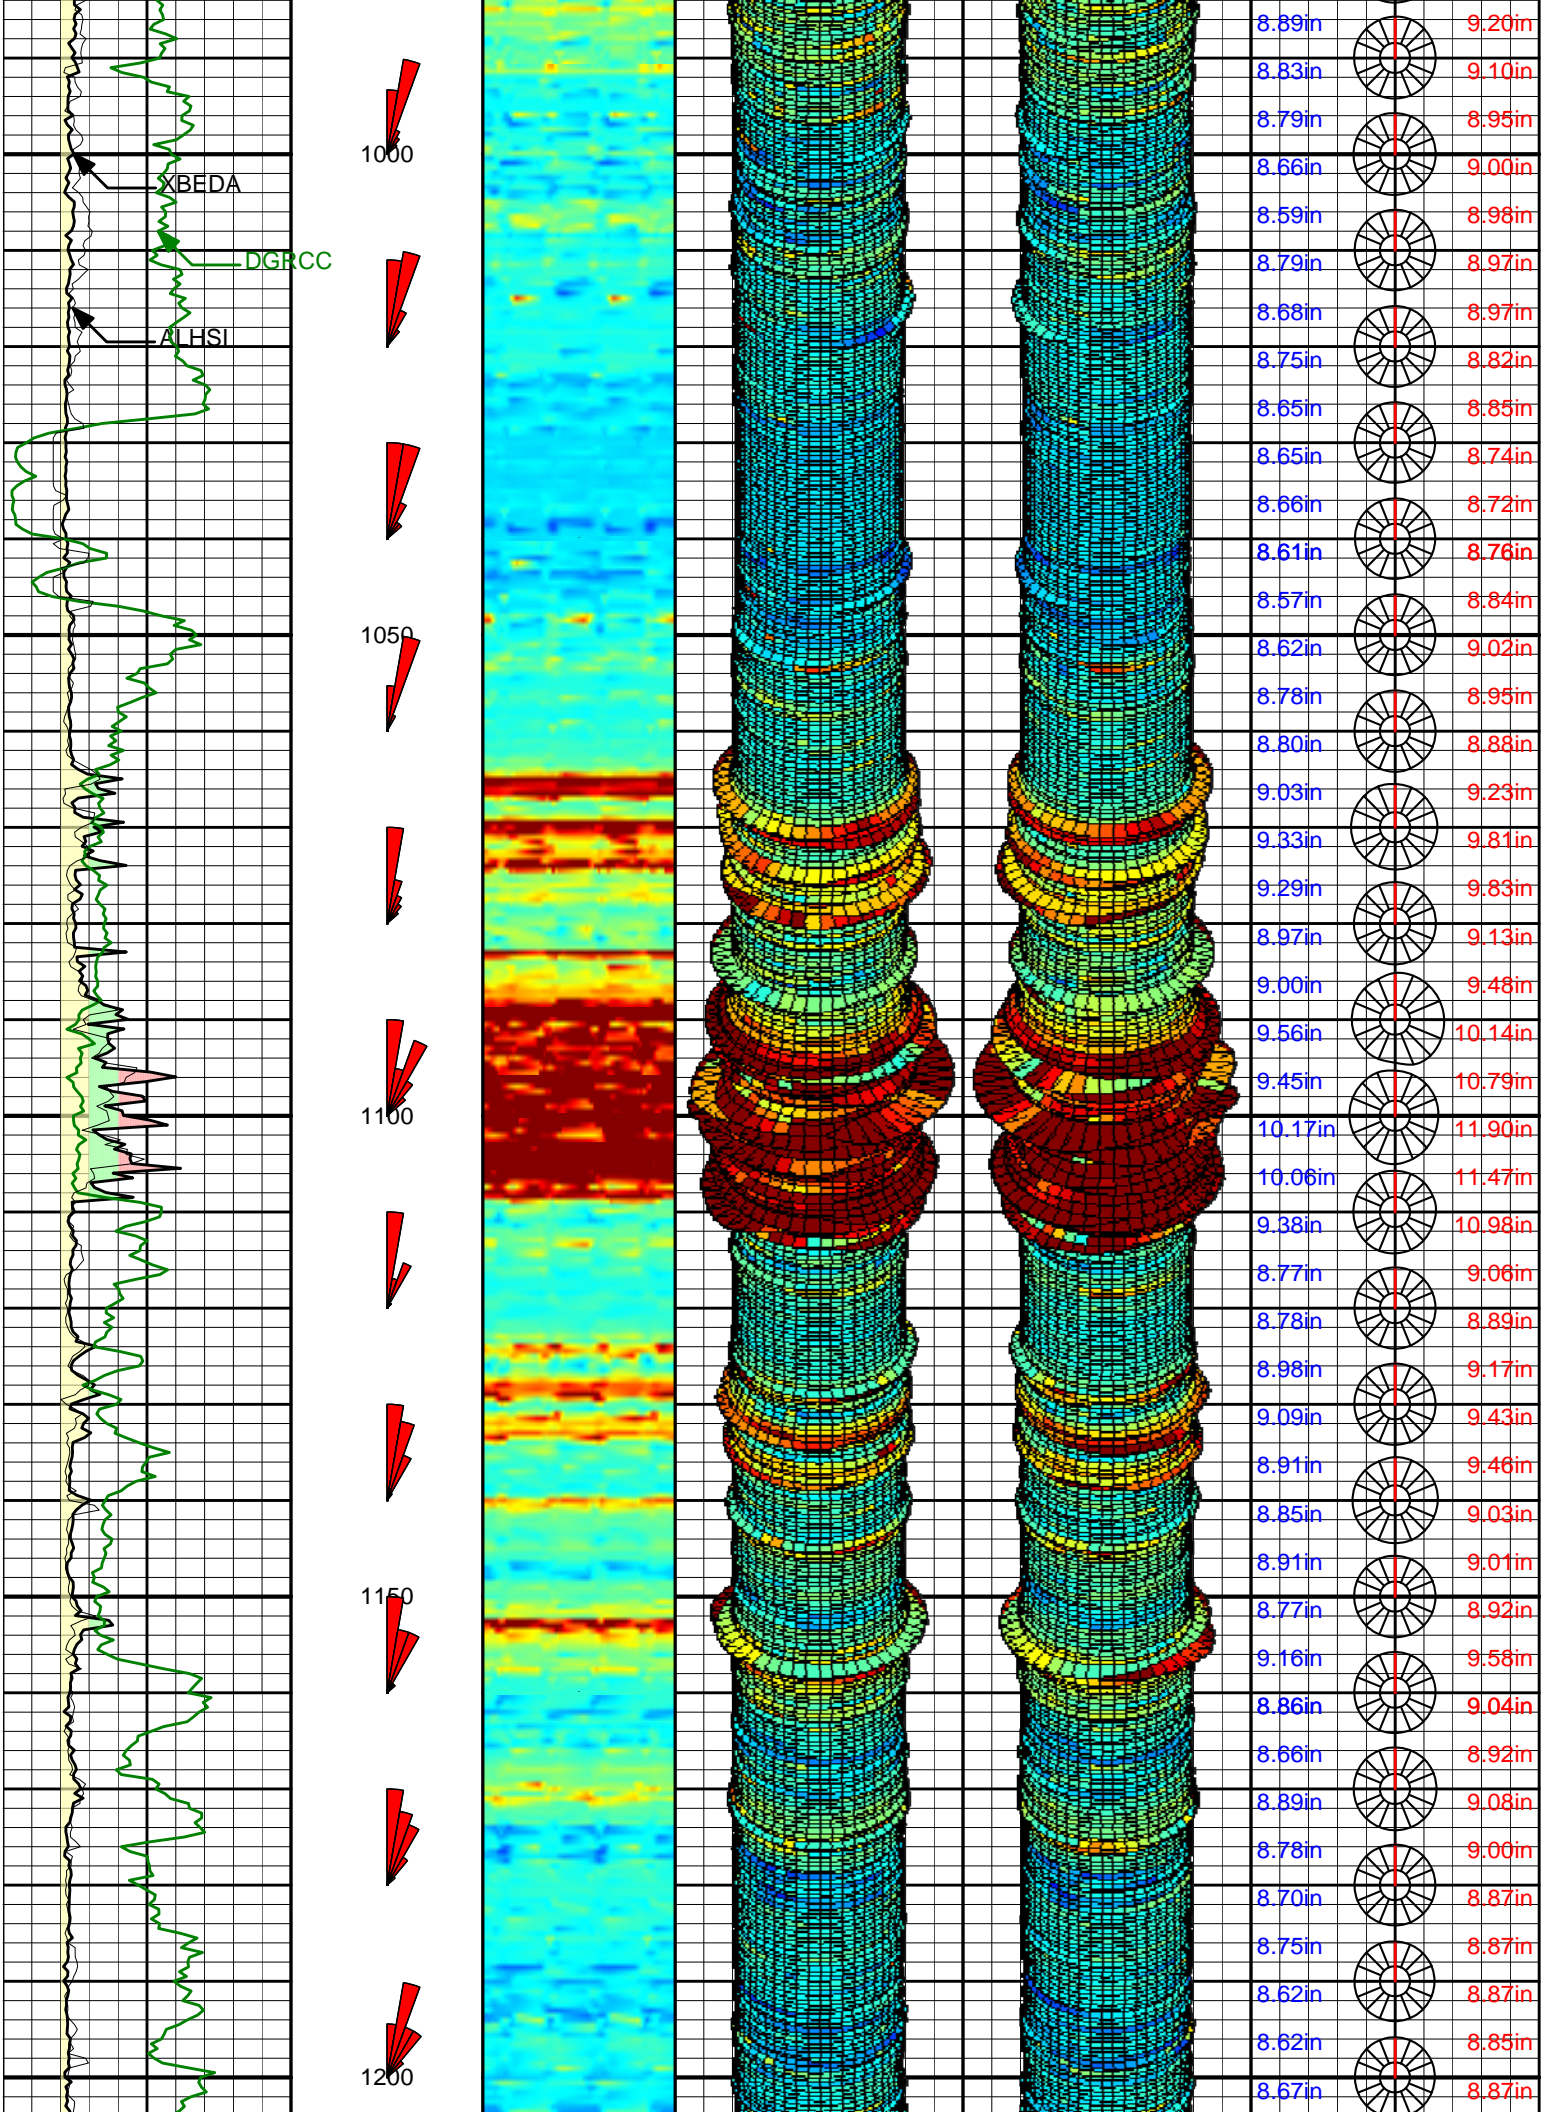 8.89in 9.20in
8.83in 9.10in
8.79in 8.95in
1000
8.66in 9.00in
XBEDA
8.59in 8.98in
DGRCC 8.79in 8.97in
8.68in 8.97in
ALHSI
8.75in 8.82in
8.65in 8.85in
8.65in 8.74in
8.66in 8.72in
8.61in 8.76in
8.57in 8.84in
1050
8.62in 9.02in
8.78in 8.95in
8.80in 8.88in
9.03in 9.23in
9.33in 9.81in
9.29in 9.83in
8.97in 9.13in
9.00in 9.48in
9.56in 10.14in
9.45in 10.79in
1100
10.17in 11.90in
10.06in 11.47in
9.38in 10.98in
8.77in 9.06in
8.78in 8.89in
8.98in 9.17in
9.09in 9.43in
8.91in 9.46in
8.85in 9.03in
8.91in 9.01in
1150
8.77in 8.92in
9.16in 9.58in
8.86in 9.04in
8.66in 8.92in
8.89in 9.08in
8.78in 9.00in
8.70in 8.87in
8.75in 8.87in
8.62in 8.87in
8.62in 8.85in
1200
8.67in 8.87in